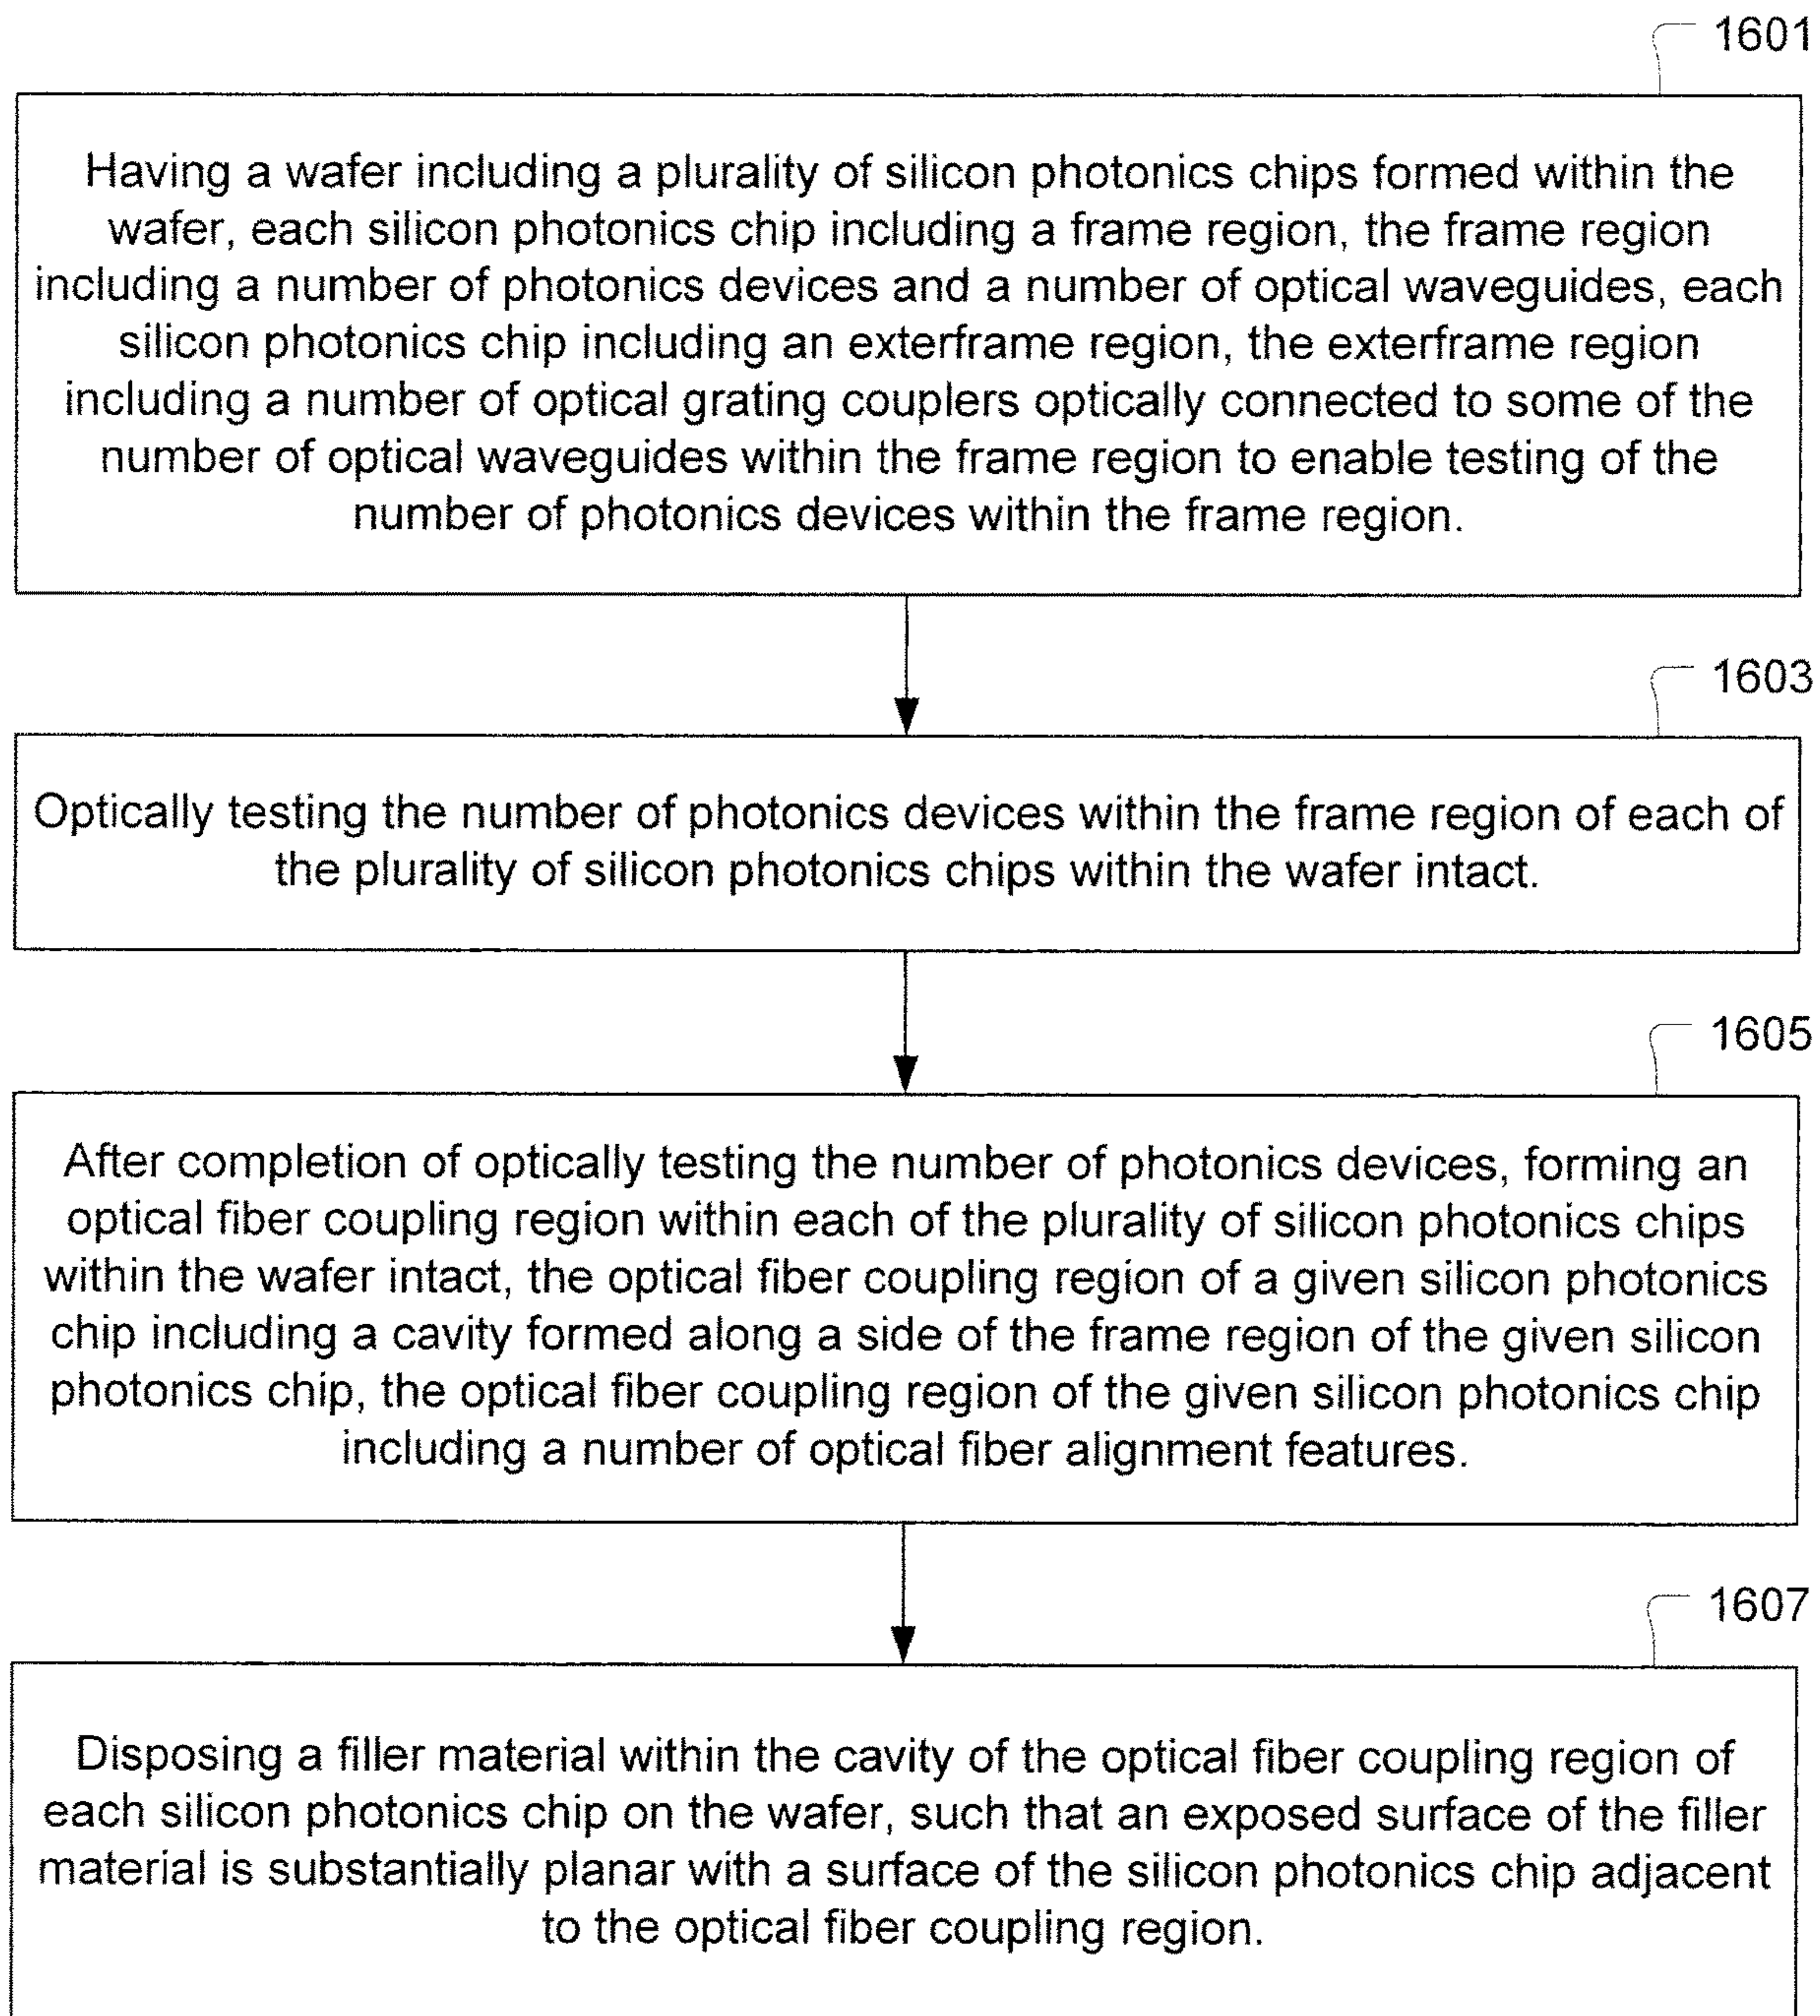 1601
Having a wafer including a plurality of silicon photonics chips formed within the
wafer, each silicon photonics chip including a frame region, the frame region
including a number of photonics devices and a number of optical waveguides, each
silicon photonics chip including an exterframe region, the exterframe region
including a number of optical grating couplers optically connected to some of the
number of optical waveguides within the frame region to enable testing of the
number of photonics devices within the frame region.
1603
Optically testing the number of photonics devices within the frame region of each of
the plurality of silicon photonics chips within the wafer intact.
1605
After completion of optically testing the number of photonics devices, forming an
optical fiber coupling region within each of the plurality of silicon photonics chips
within the wafer intact, the optical fiber coupling region of a given silicon photonics
chip including a cavity formed along a side of the frame region of the given silicon
photonics chip, the optical fiber coupling region of the given silicon photonics chip
including a number of optical fiber alignment features.
1607
Disposing a filler material within the cavity of the optical fiber coupling region of
each silicon photonics chip on the wafer, such that an exposed surface of the filler
material is substantially planar with a surface of the silicon photonics chip adjacent
to the optical fiber coupling region.